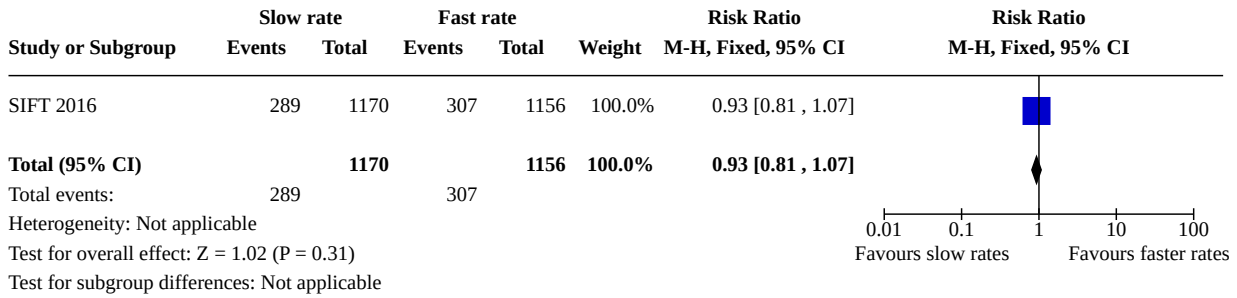 Slow rate Fast rate Risk Ratio Risk Ratio
Study or Subgroup Events Total Events Total Weight M-H, Fixed, 95% CI M-H, Fixed, 95% CI
SIFT 2016 289 1170 307 1156 100.0% 0.93 [0.81 , 1.07]
Total (95% CI) 1170 1156 100.0% 0.93 [0.81 , 1.07]
Total events: 289 307
Heterogeneity: Not applicable
Test for overall effect: Z = 1.02 (P = 0.31)
Test for subgroup differences: Not applicable
0.01 0.1 1 10 100
Favours slow rates Favours faster rates